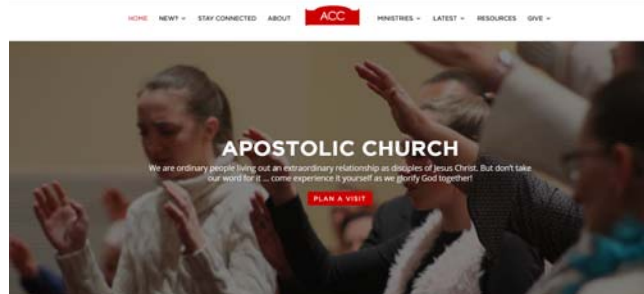 HOME NEW? STAY CONNECTED ABOUT ACC MINISTRIES LATEST RESOURCES GIVE
APOSTOLIC CHURCH
We are ordinary people living out an extraordinary relationship as disciples of Jesus Christ. But don't take
our word for it ... come experience it yourself as we glorify God together!
PLAN A VISIT